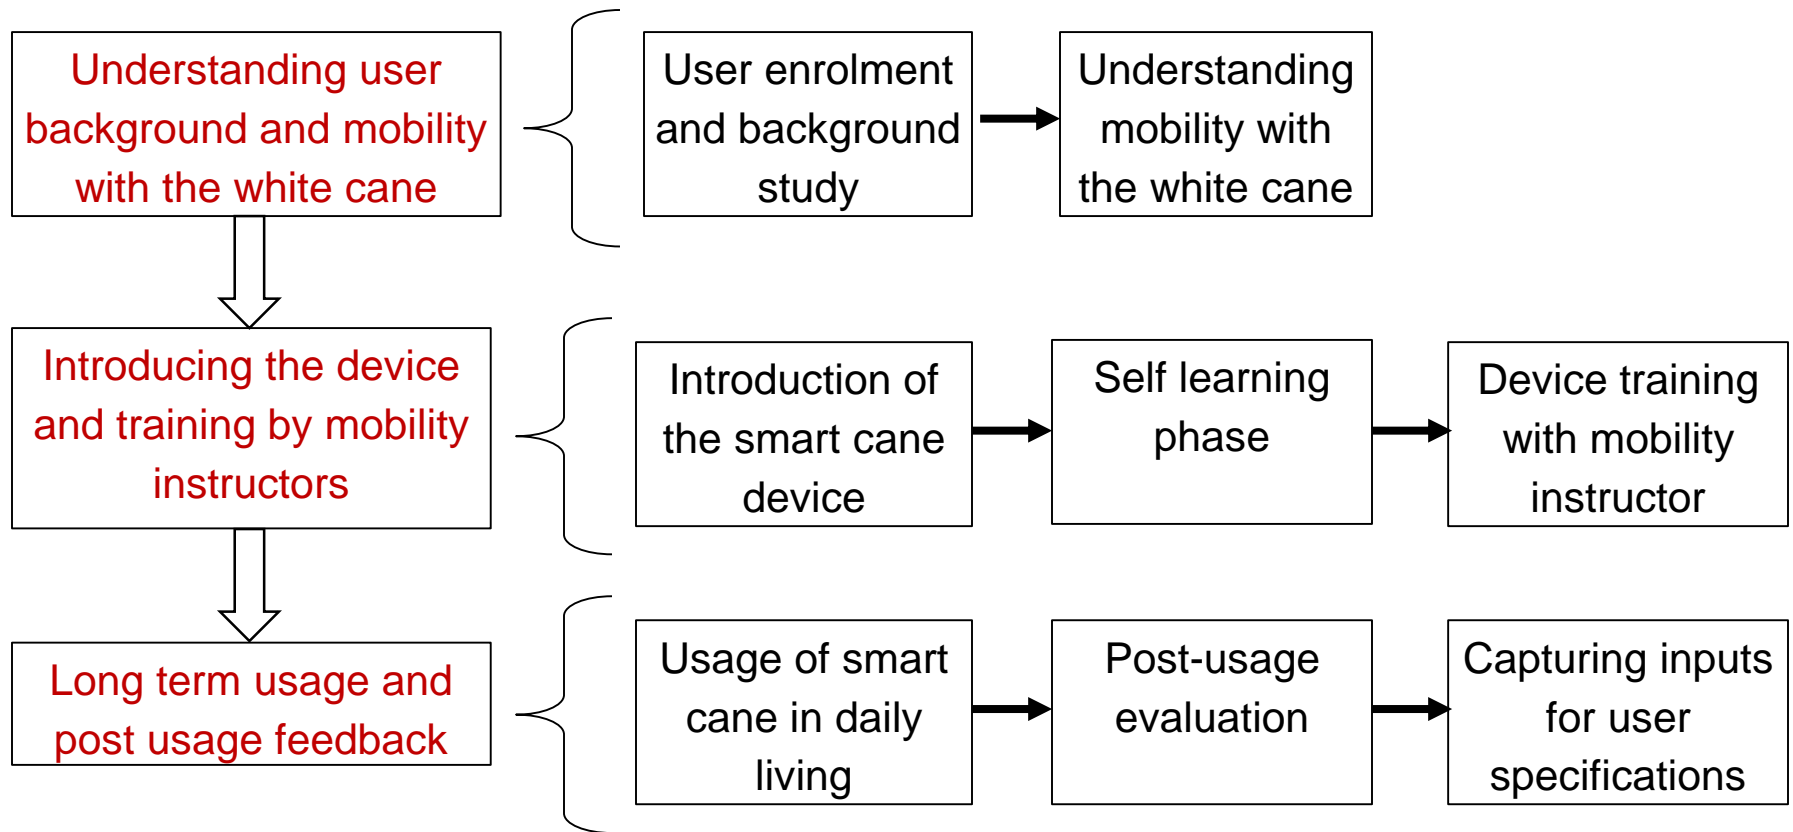 Understanding user
background and mobility
with the white cane
User enrolment
and background
study
Understanding
mobility with
the white cane
Introducing the device
and training by mobility
instructors
Introduction of
the smart cane
device
Self learning
phase
Device training
with mobility
instructor
Long term usage and
post usage feedback
Usage of smart
cane in daily
living
Post-usage
evaluation
Capturing inputs
for user
specifications